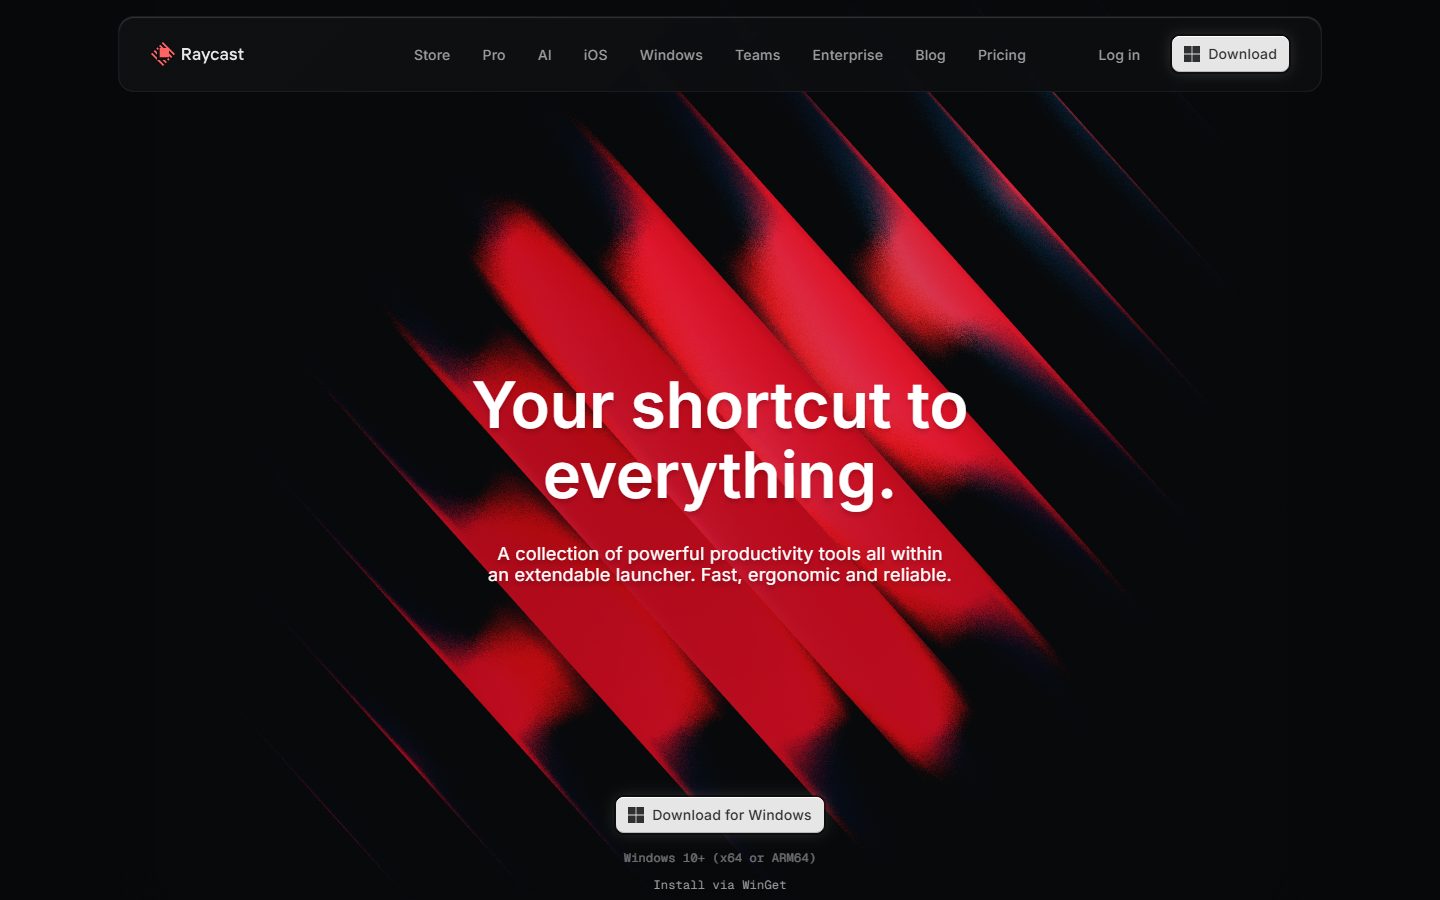 Raycast
Store
Pro
AI
iOS
Windows
Teams
Enterprise
Blog
Pricing
Log in
Download
Your shortcut to
everything.
A collection of powerful productivity tools all within
an extendable launcher. Fast, ergonomic and reliable.
Download for Windows
Windows 10+ (x64 or ARM64)
Install via WinGet